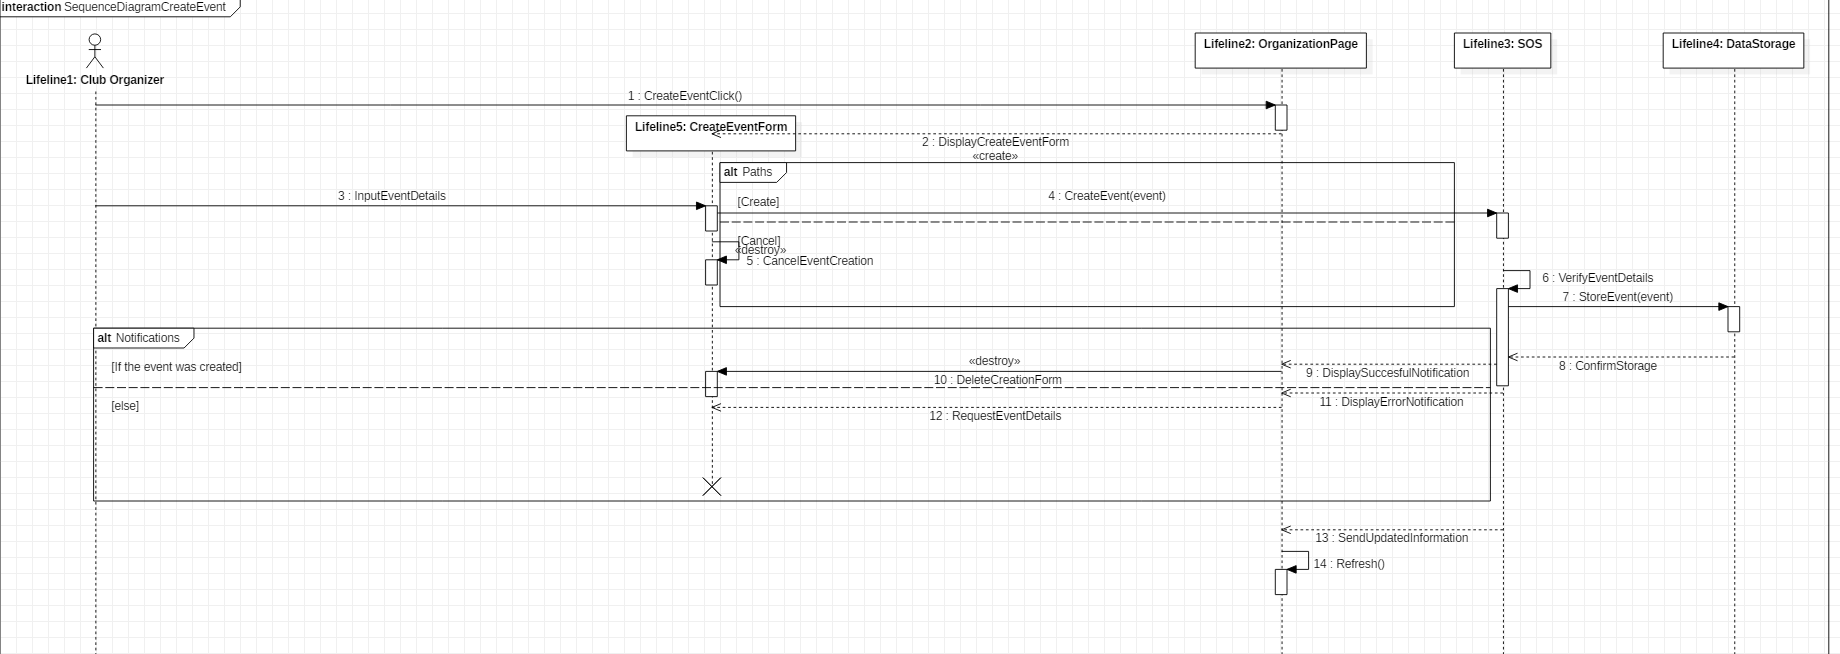 interaction SequenceDiagramCreateEvent
Lifeline1: Club Organizer
Lifeline2: OrganizationPage
Lifeline3: SOS
Lifeline4: DataStorage
1 : CreateEventClick()
Lifeline5: CreateEventForm
2 : DisplayCreateEventForm
«create»
alt Paths
3 : InputEventDetails
[Create]
4 : CreateEvent(event)
[Cancel]
«destroy»
5 : CancelEventCreation
6 : VerifyEventDetails
7 : StoreEvent(event)
alt Notifications
[If the event was created]
8 : ConfirmStorage
9 : DisplaySuccesfulNotification
«destroy»
10 : DeleteCreationForm
[else]
11 : DisplayErrorNotification
12 : RequestEventDetails
13 : SendUpdatedInformation
14 : Refresh()